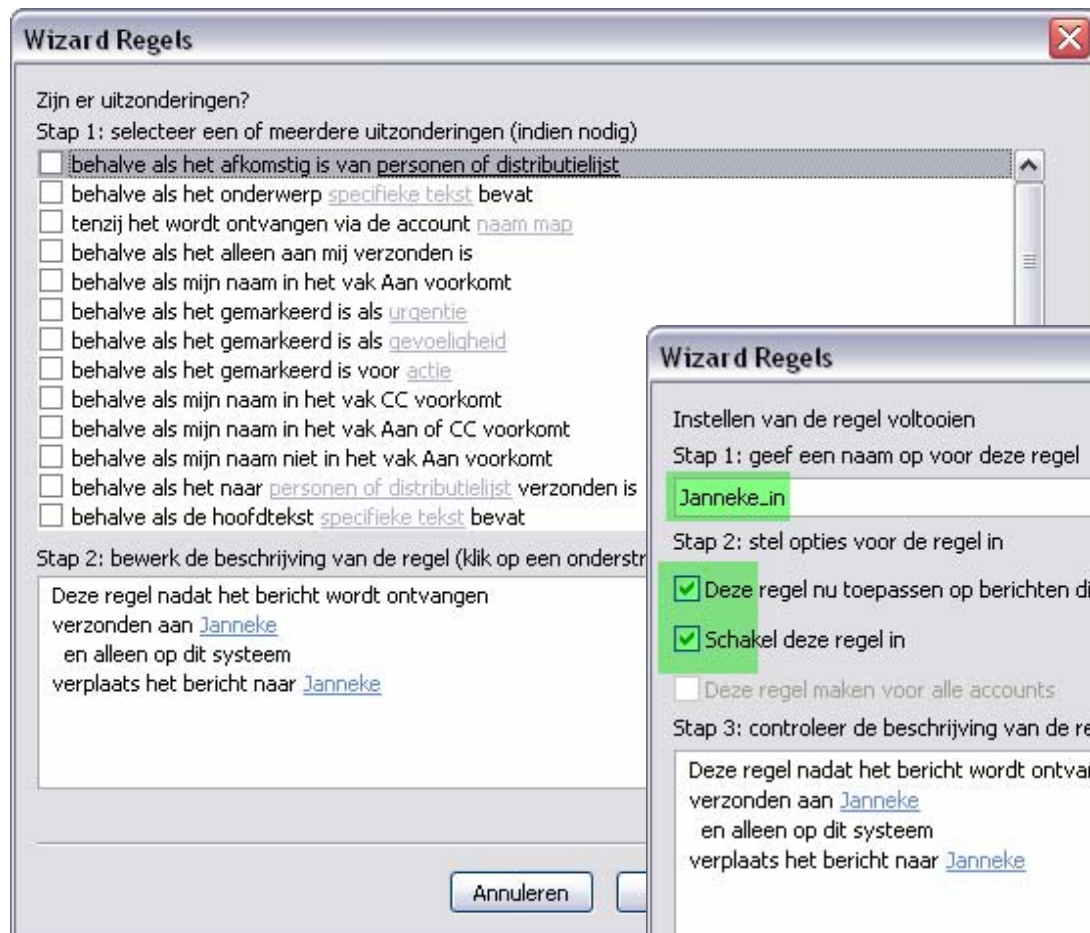 Wizard Regels
Zijn er uitzonderingen?
Stap 1: selecteer een of meerdere uitzonderingen (indien nodig)
behalve als het afkomstig is van personen of distributielijst
behalve als het onderwerp specifieke tekst bevat
tenzij het wordt ontvangen via de account naam map
behalve als het alleen aan mij verzonden is
behalve als mijn naam in het vak Aan voorkomt
behalve als het gemarkeerd is als urgentie
behalve als het gemarkeerd is als gevoeligheid
behalve als het gemarkeerd is voor actie
behalve als mijn naam in het vak CC voorkomt
behalve als mijn naam in het vak Aan of CC voorkomt
behalve als mijn naam niet in het vak Aan voorkomt
behalve als het naar personen of distributielijst verzonden is
behalve als de hoofdtekst specifieke tekst bevat
Stap 2: bewerk de beschrijving van de regel (klik op een
Deze regel nadat het bericht wordt ontvangen
verzonden aan Janneke
en alleen op dit systeem
verplaats het bericht naar Janneke
Annuleren
Wizard Regels
Instellen van de regel voltooien
Stap 1: geef een naam op voor deze regel
Janneke_in
Stap 2: stel opties voor de regel in
Deze regel nu toepassen op berichten
Schakel deze regel in
Deze regel maken voor alle accounts
Stap 3: controleer de beschrijving van de
Deze regel nadat het bericht wordt
verzonden aan Janneke
en alleen op dit systeem
verplaats het bericht naar Janneke